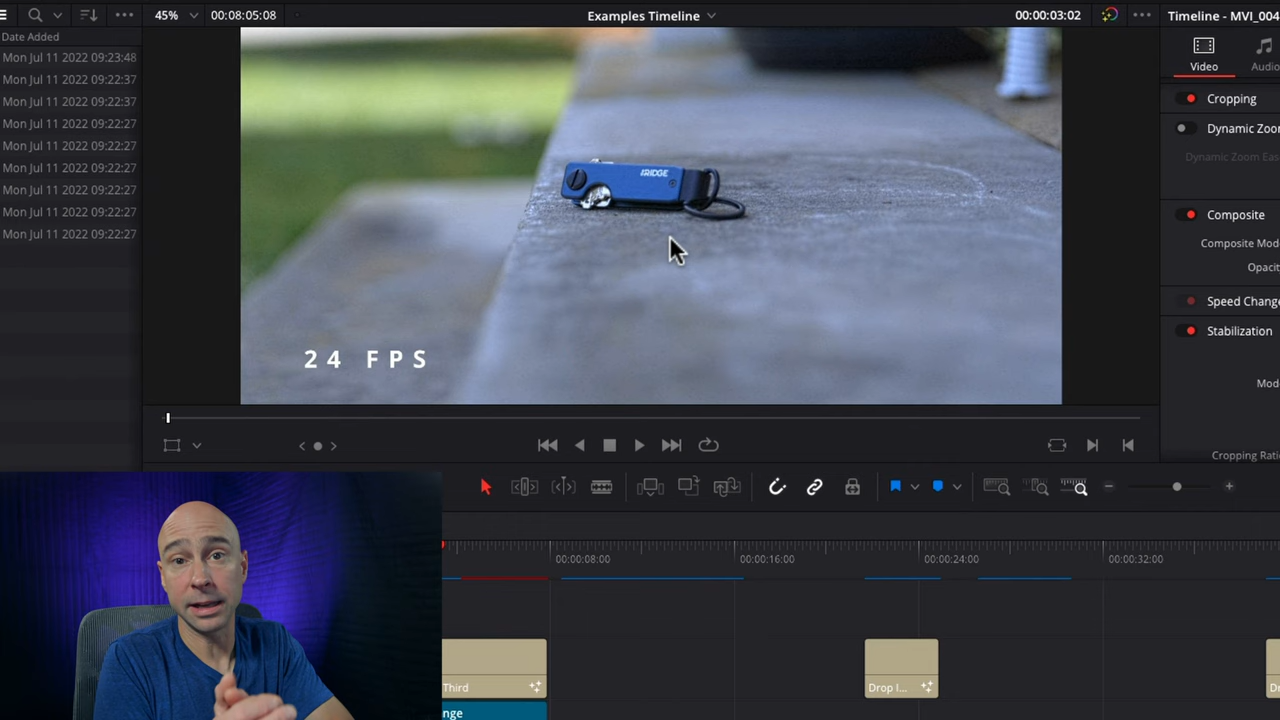 45%
00:08:05:08
Examples Timeline
00:00:03:02
Timeline - MVI_004
Date Added
Mon Jul 11 2022 09:23:48
Mon Jul 11 2022 09:22:37
Mon Jul 11 2022 09:22:37
Mon Jul 11 2022 09:22:27
Mon Jul 11 2022 09:22:27
Mon Jul 11 2022 09:22:27
Mon Jul 11 2022 09:22:27
Mon Jul 11 2022 09:22:27
Mon Jul 11 2022 09:22:27
Video
Audio
Cropping
Dynamic Zoo
Dynamic Zoom Eas
Composite
Composite Mod
Opacit
Speed Change
Stabilization
Mod
Cropping Rati
RIDGE
24 FPS
00:00:08:00
00:00:16:00
00:00:24:00
00:00:32:00
Third
Drop I...
Dr
nge